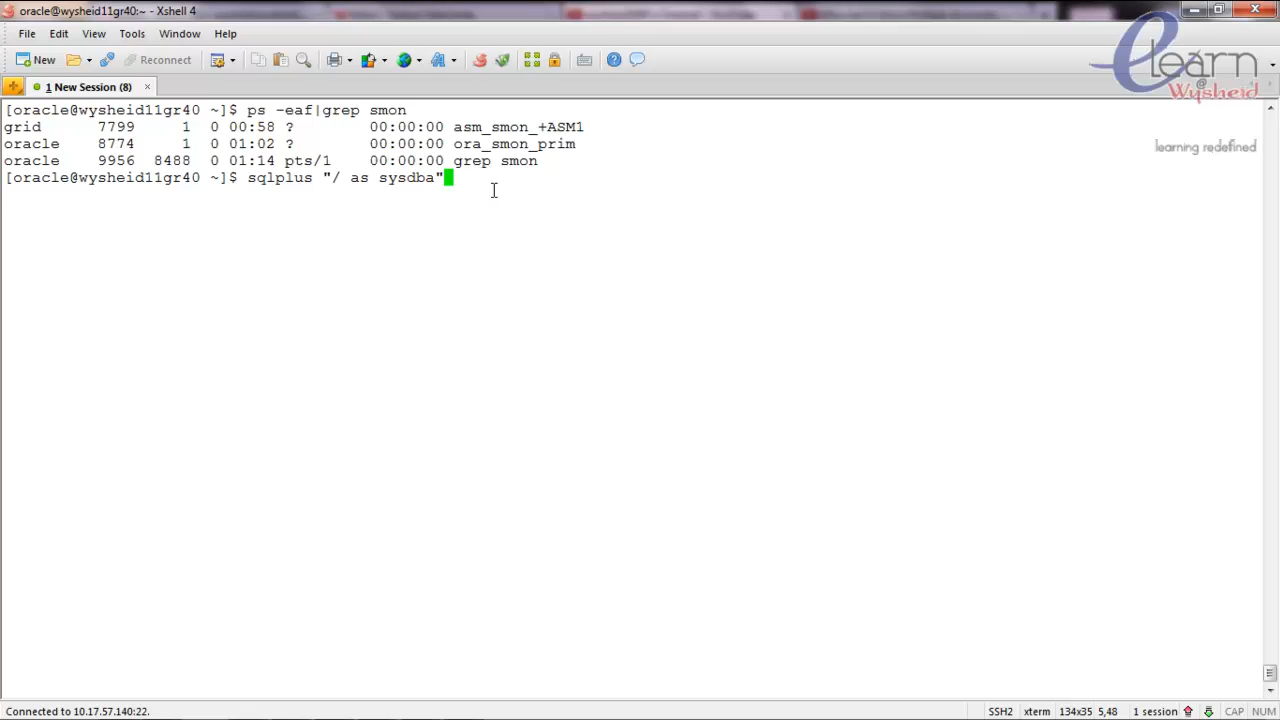 oracle@wysheid11gr40:~ - Xshell 4
File Edit View Tools Window Help
New Reconnect
1 New Session (8)
e learn @ Wysheid
learning redefined
[oracle@wysheid11gr40 ~]$ ps -eaf|grep smon
grid 7799 1 0 00:58 ? 00:00:00 asm_smon_+ASM1
oracle 8774 1 0 01:02 ? 00:00:00 ora_smon_prim
oracle 9956 8488 0 01:14 pts/1 00:00:00 grep smon
[oracle@wysheid11gr40 ~]$ sqlplus "/ as sysdba"
Connected to 10.17.57.140:22. SSH2 xterm 134x35 5,48 1 session CAP NUM